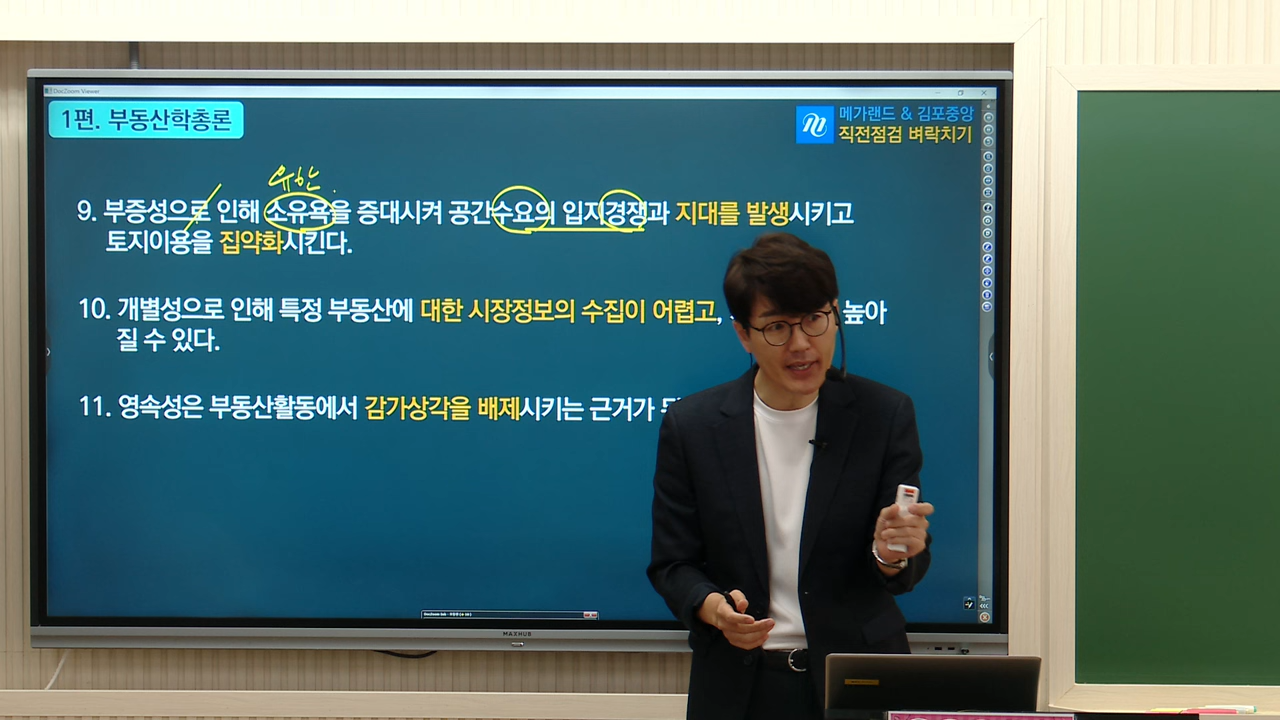 DocZoom Viewer
1편. 부동산학총론
메가랜드 & 김포중앙
직전점검 벼락치기
유한
9. 부증성으로 인해 소유욕을 증대시켜 공간수요의 입지경쟁과 지대를 발생시키고
토지이용을 집약화시킨다.
10. 개별성으로 인해 특정 부동산에 대한 시장정보의 수집이 어렵고, 높아
질 수 있다.
11. 영속성은 부동산활동에서 감가상각을 배제시키는 근거가
MAXHUB